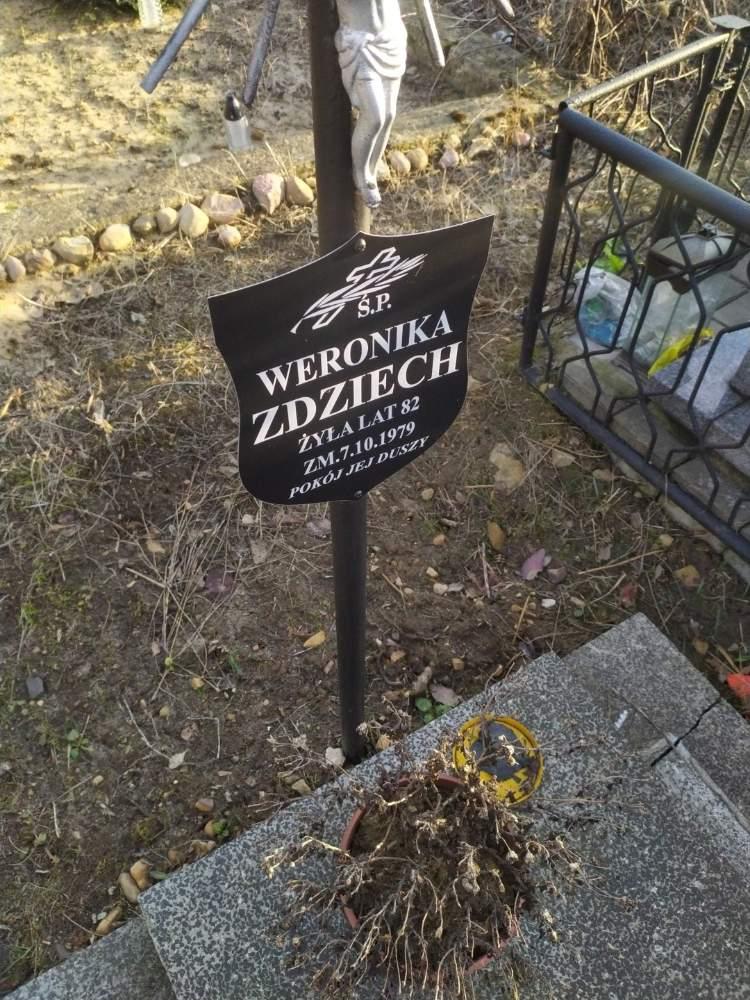 Ś.P.
WERONIKA
ZDZIECH
ŻYŁA LAT 82
ZM.7.10.1979
POKÓJ JEJ DUSZY